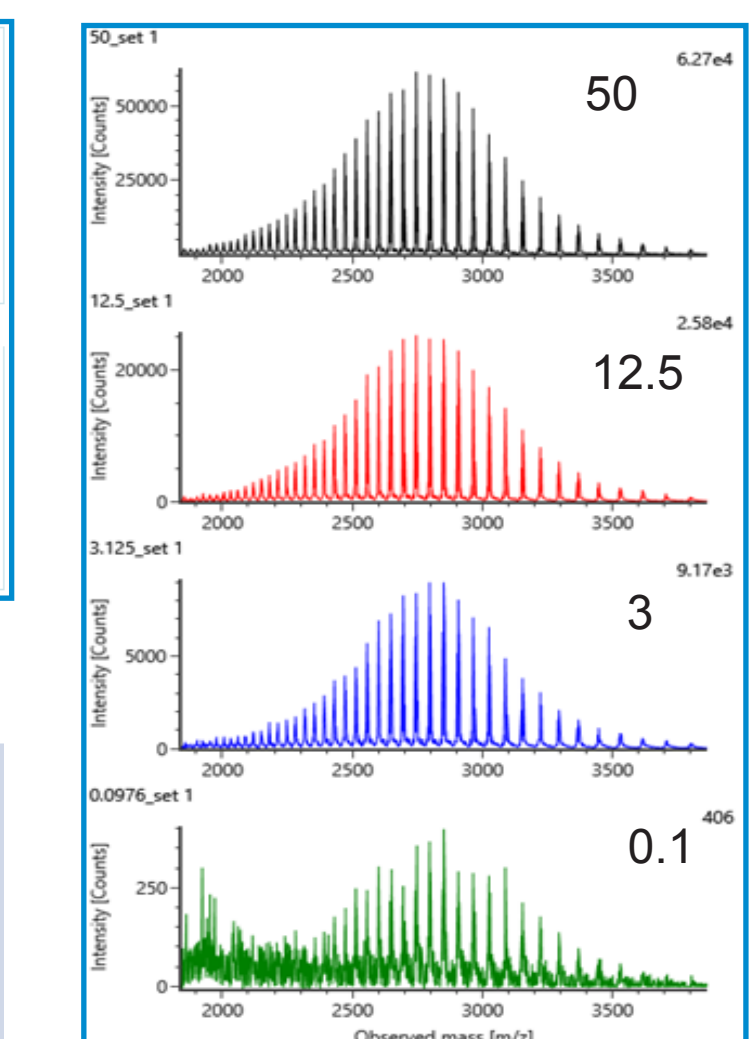 50_set 1
6.27e4
50
Intensity [Counts]
50000
25000
2000 2500 3000 3500
12.5_set 1
2.58e4
12.5
Intensity [Counts]
20000
0
2000 2500 3000 3500
3.125_set 1
9.17e3
3
Intensity [Counts]
5000
0
2000 2500 3000 3500
0.0976_set 1
406
0.1
Intensity [Counts]
250
0
2000 2500 3000 3500
Observed mass [m/z]